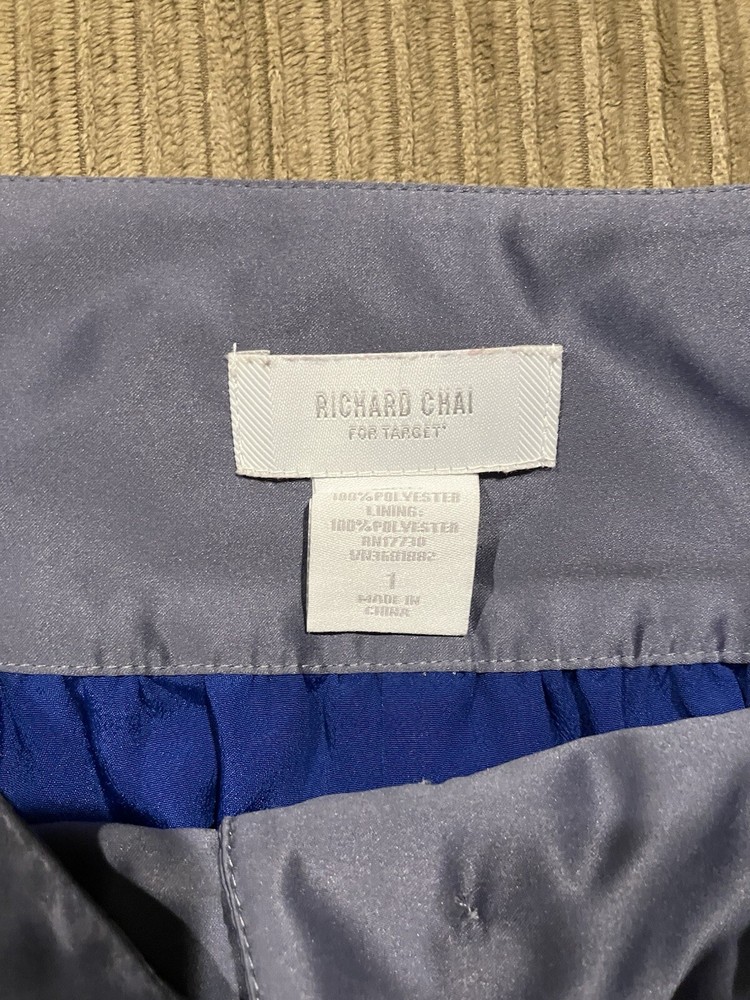 RICHARD CHAI
FOR TARGET
100%POLYESTER
LINING:
100%POLYESTER
RN17730
VN3681882
1
MADE IN
CHINA